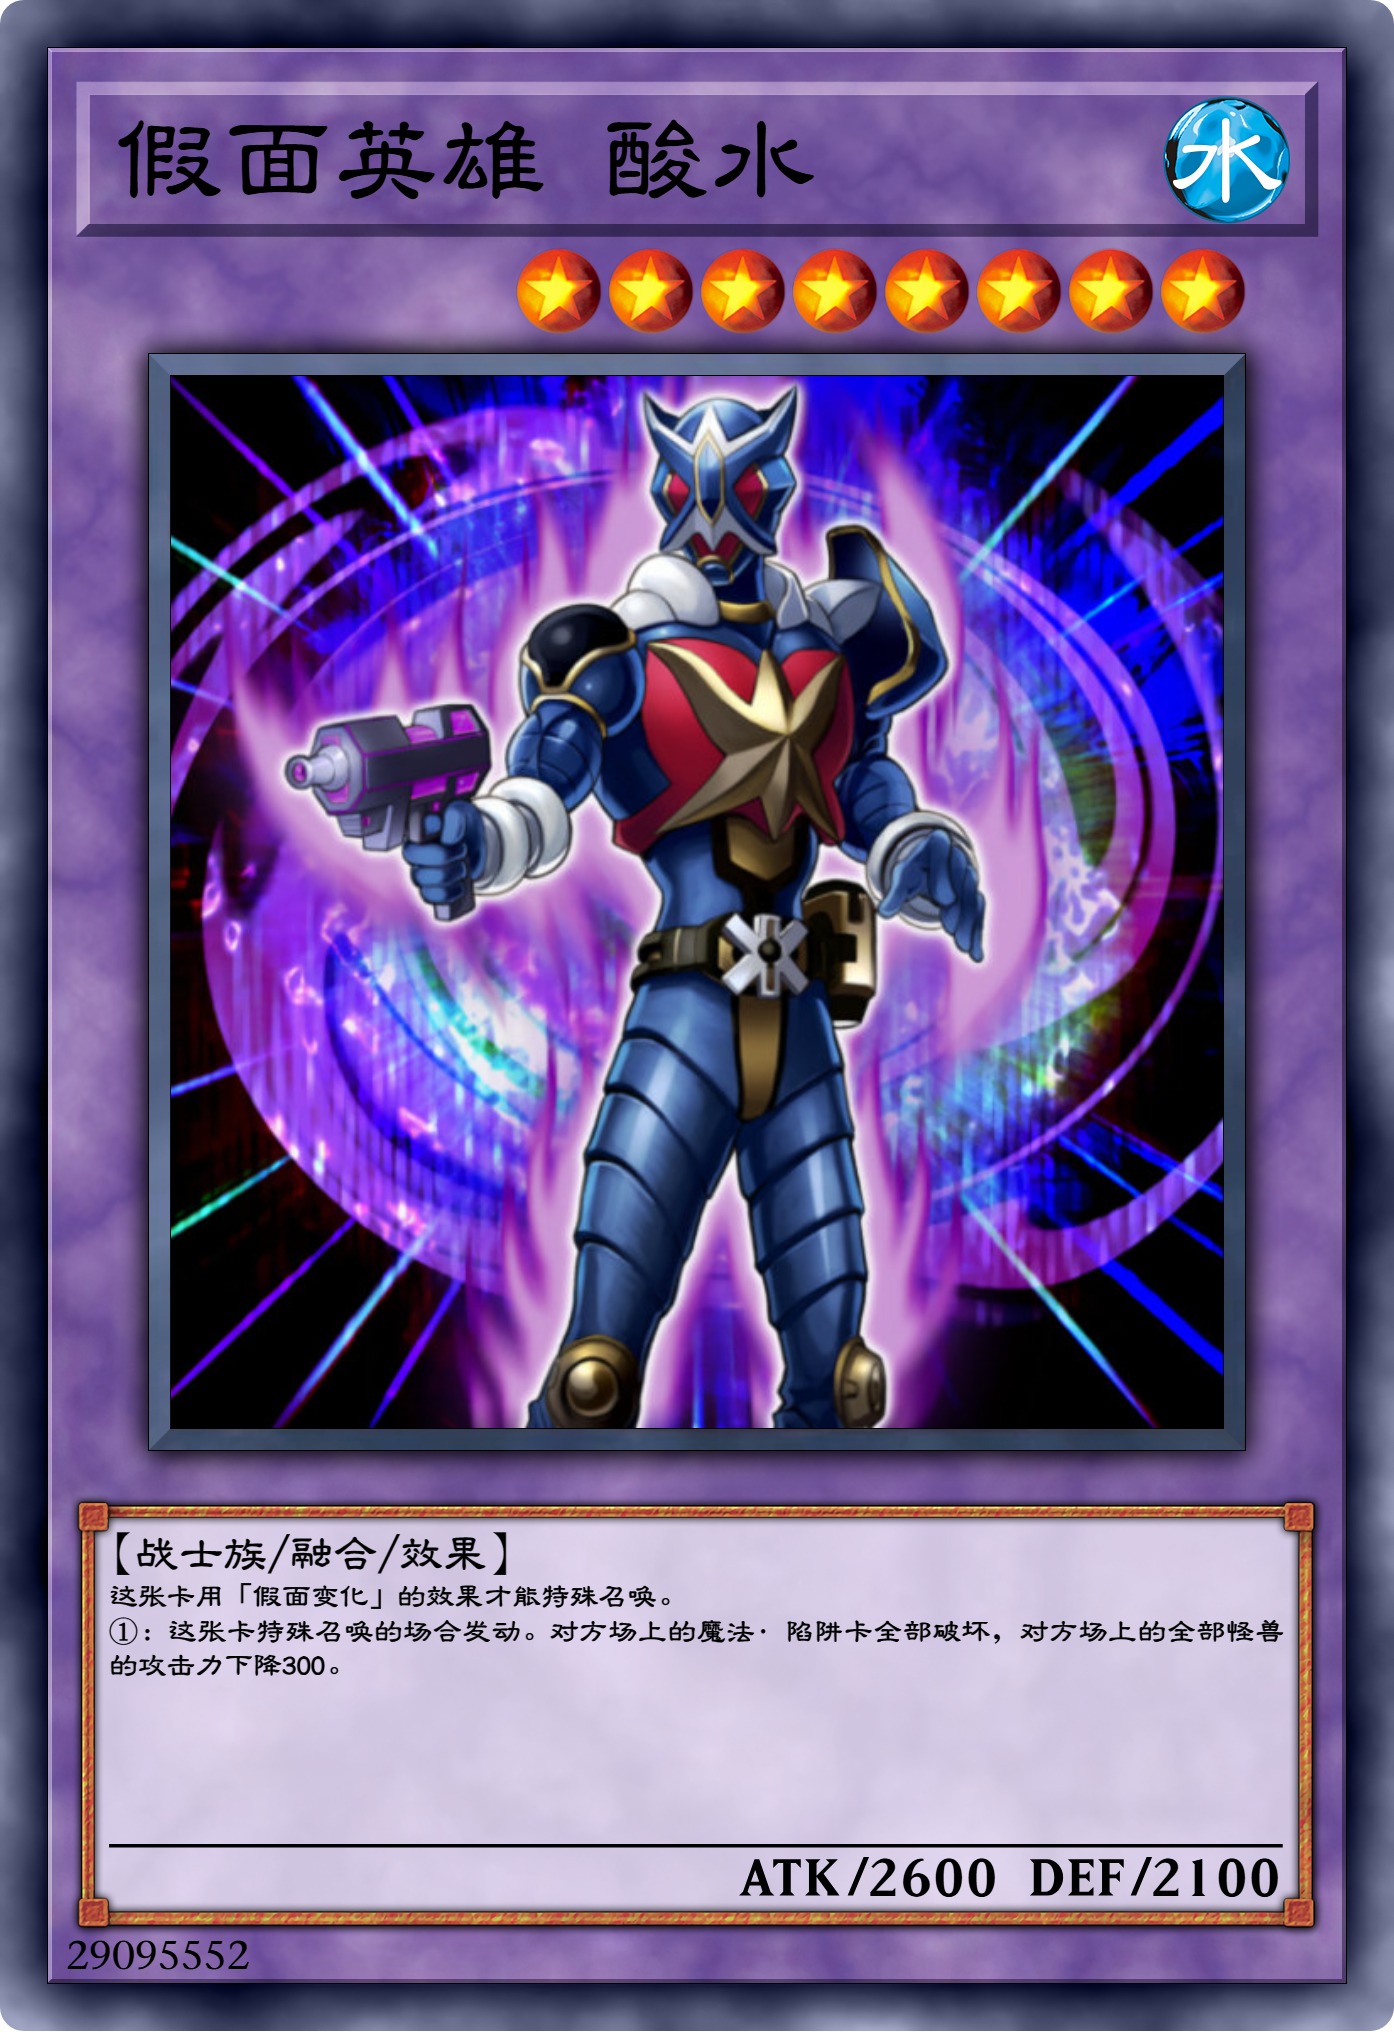 假面英雄 酸水
水
【战士族/融合/效果】
这张卡用「假面变化」的效果才能特殊召唤。
①：这张卡特殊召唤的场合发动。对方场上的魔法·陷阱卡全部破坏，对方场上的全部怪兽
的攻击力下降300。
ATK/2600 DEF/2100
29095552